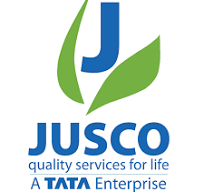 J
JUSCO
quality services for life
A TATA Enterprise